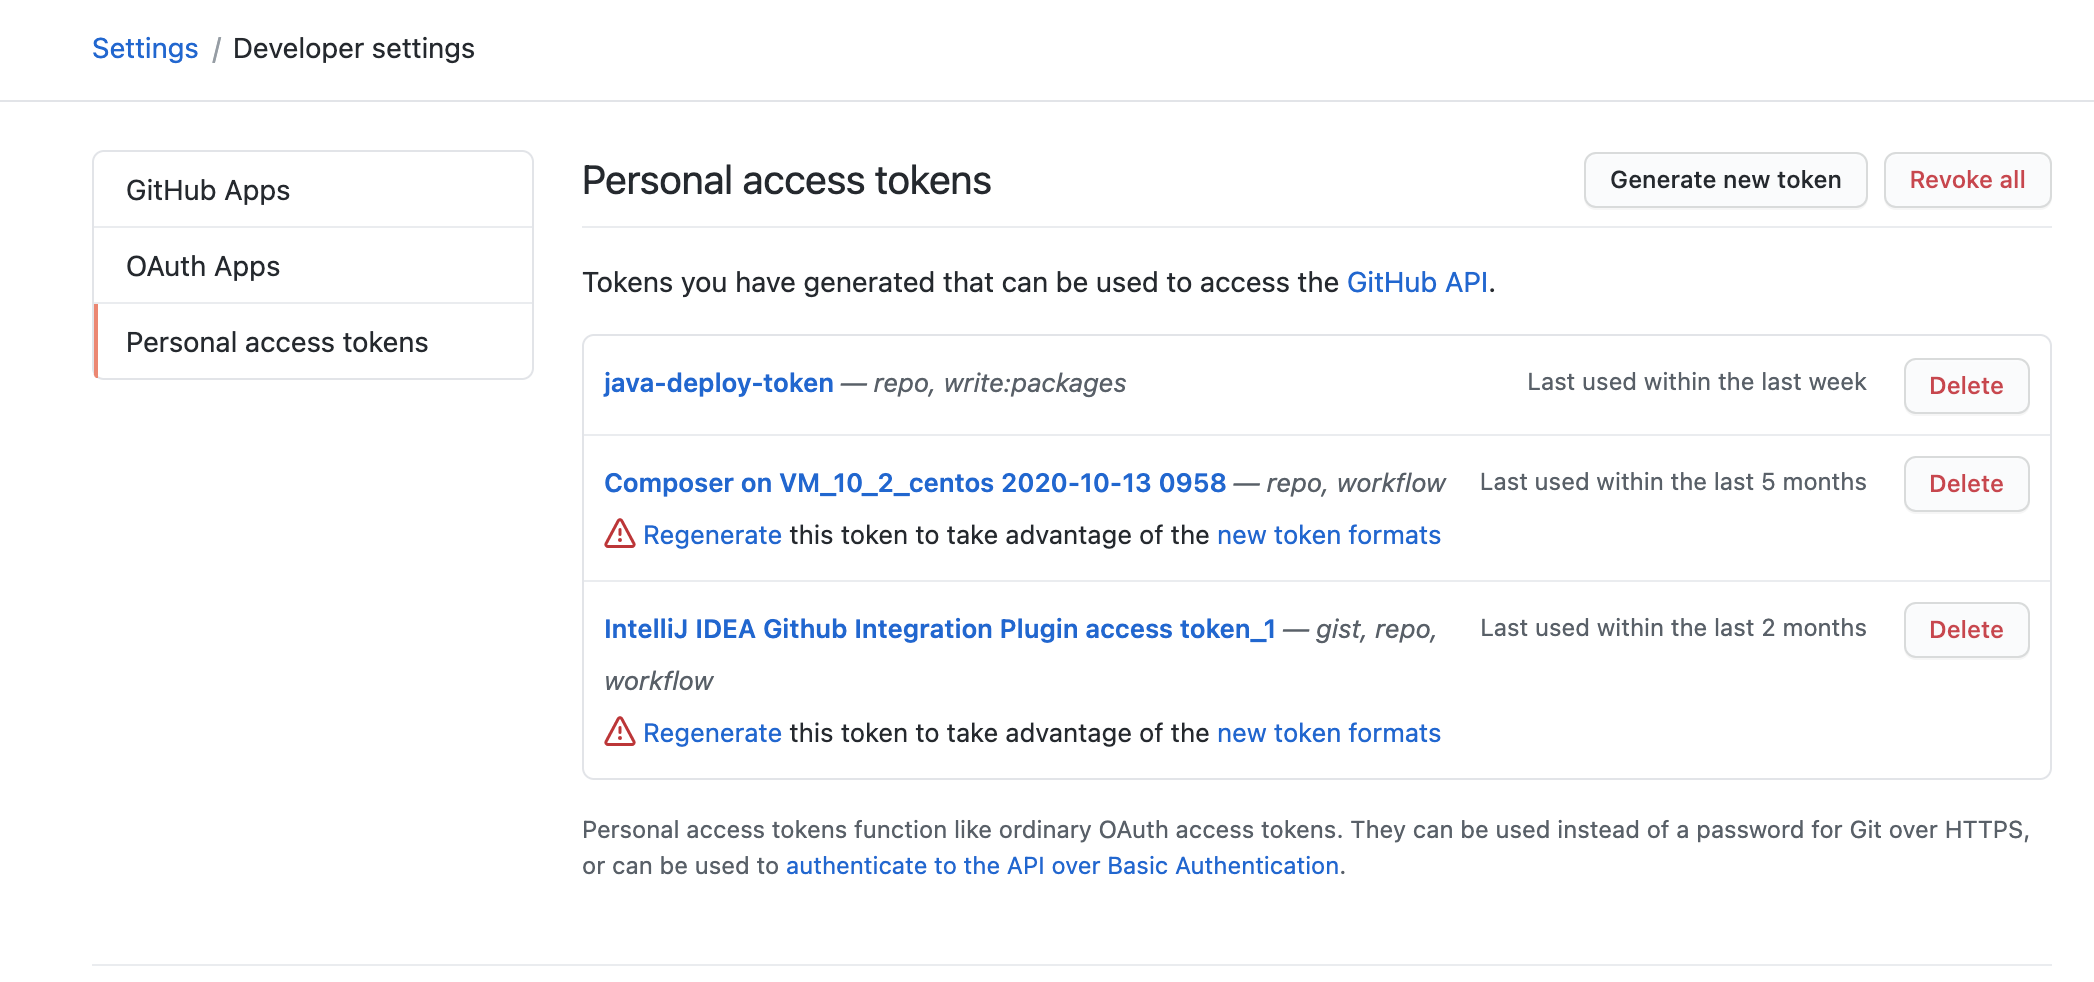 Settings / Developer settings
GitHub Apps
OAuth Apps
Personal access tokens
Personal access tokens
Generate new token
Revoke all
Tokens you have generated that can be used to access the GitHub API.
java-deploy-token — repo, write:packages
Last used within the last week
Delete
Composer on VM_10_2_centos 2020-10-13 0958 — repo, workflow
Last used within the last 5 months
Delete
Regenerate this token to take advantage of the new token formats
IntelliJ IDEA Github Integration Plugin access token_1 — gist, repo,
workflow
Last used within the last 2 months
Delete
Regenerate this token to take advantage of the new token formats
Personal access tokens function like ordinary OAuth access tokens. They can be used instead of a password for Git over HTTPS,
or can be used to authenticate to the API over Basic Authentication.